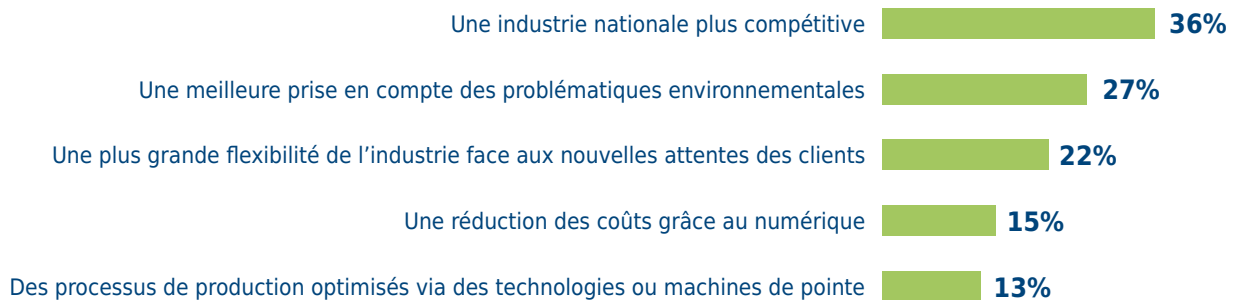 Une industrie nationale plus compétitive 36%
Une meilleure prise en compte des problématiques environnementales 27%
Une plus grande flexibilité de l’industrie face aux nouvelles attentes des clients 22%
Une réduction des coûts grâce au numérique 15%
Des processus de production optimisés via des technologies ou machines de pointe 13%